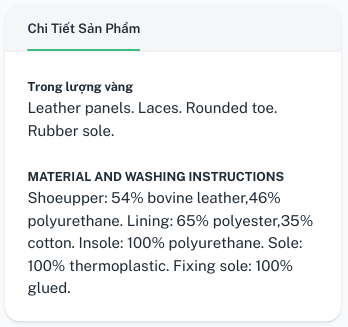 Chi Tiết Sản Phẩm
Trong lượng vàng
Leather panels. Laces. Rounded toe.
Rubber sole.
MATERIAL AND WASHING INSTRUCTIONS
Shoeupper: 54% bovine leather,46%
polyurethane. Lining: 65% polyester,35%
cotton. Insole: 100% polyurethane. Sole:
100% thermoplastic. Fixing sole: 100%
glued.